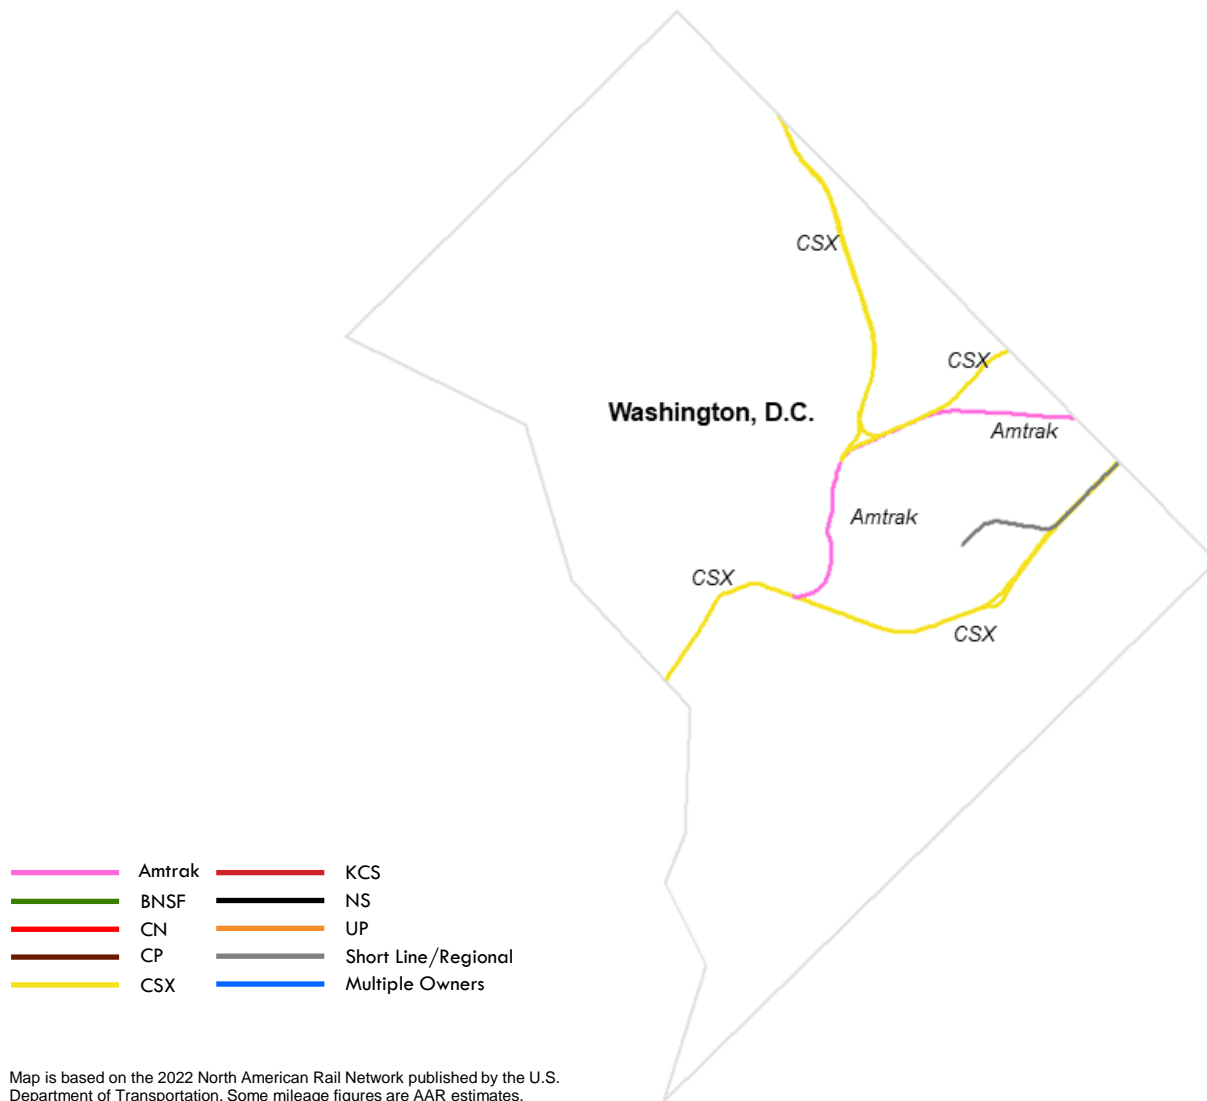 CSX
CSX
Washington, D.C.
Amtrak
Amtrak
CSX
CSX
Amtrak
BNSF
CN
CP
CSX
KCS
NS
UP
Short Line/Regional
Multiple Owners
Map is based on the 2022 North American Rail Network published by the U.S.
Department of Transportation. Some mileage figures are AAR estimates.